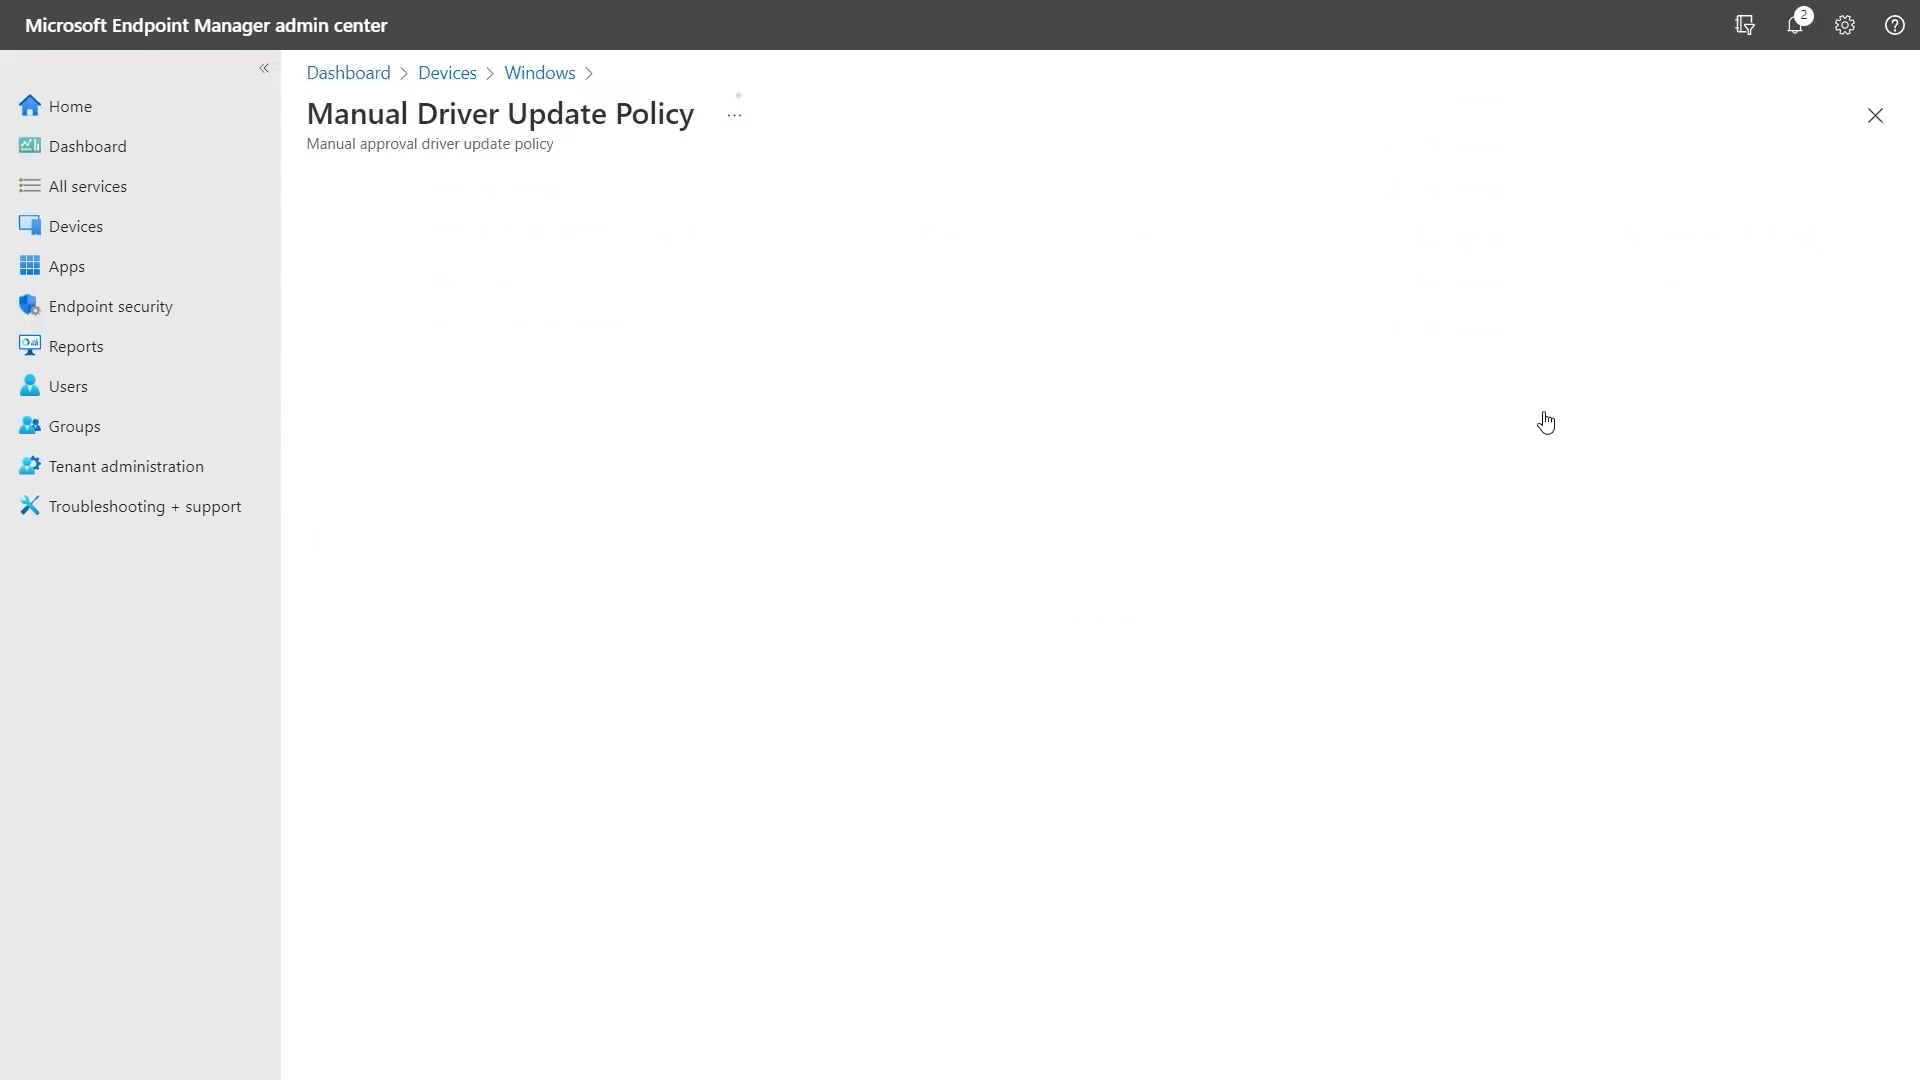 Microsoft Endpoint Manager admin center
2
Dashboard > Devices > Windows >
Manual Driver Update Policy ...
Manual approval driver update policy
Home
Dashboard
All services
Devices
Apps
Endpoint security
Reports
Users
Groups
Tenant administration
Troubleshooting + support